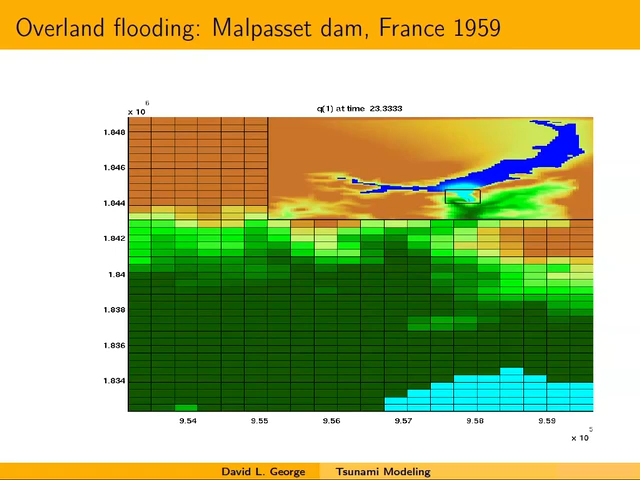 Overland flooding: Malpasset dam, France 1959
6
x 10
q(1) at time 23.3333
1.848
1.846
1.844
1.842
1.84
1.838
1.836
1.834
9.54 9.55 9.56 9.57 9.58 9.59
5
x 10
David L. George Tsunami Modeling